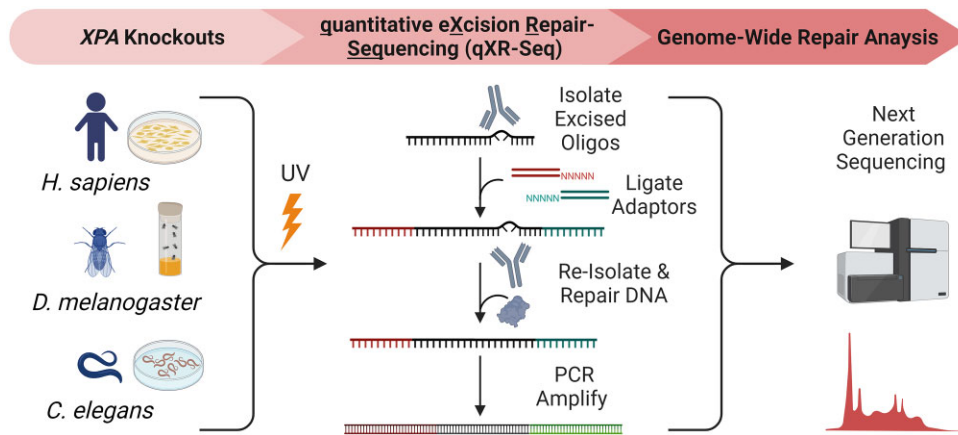 XPA Knockouts
quantitative eXcision Repair-
Sequencing (qXR-Seq)
Genome-Wide Repair Anaysis
H. sapiens
D. melanogaster
C. elegans
UV
Isolate
Excised
Oligos
NNNNN
NNNNN
Ligate
Adaptors
Re-Isolate &
Repair DNA
PCR
Amplify
Next
Generation
Sequencing